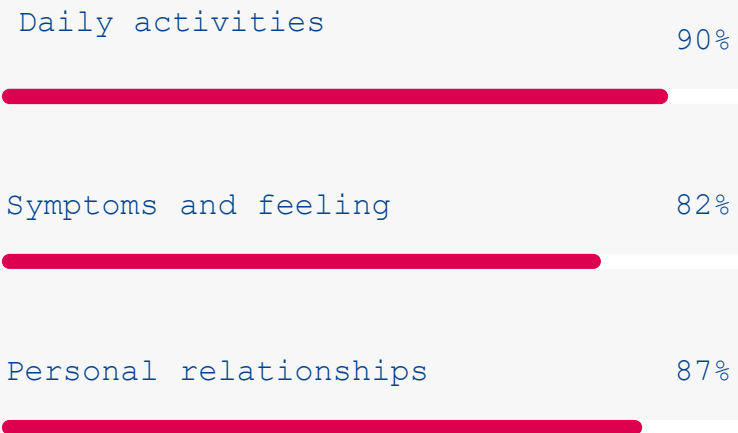 Daily activities
90%
Symptoms and feeling 82%
Personal relationships 87%